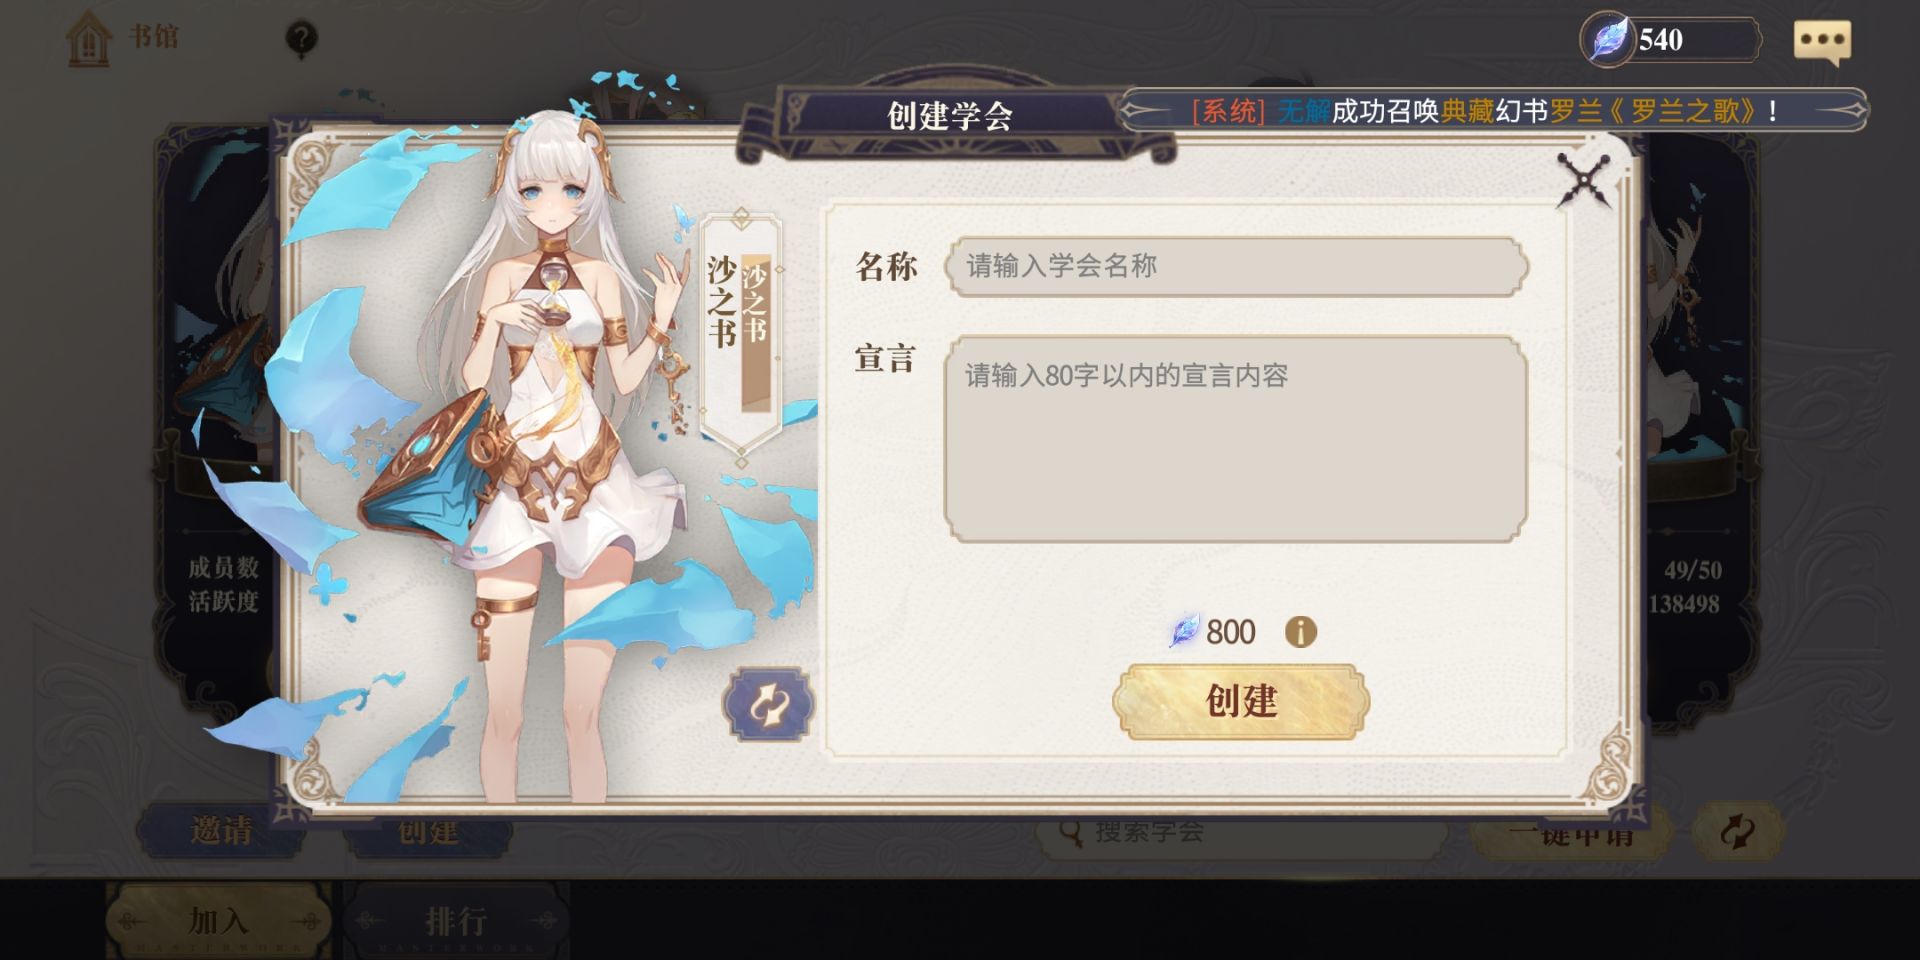 书馆
?
540
创建学会
[系统] 无解成功召唤典藏幻书罗兰《罗兰之歌》！
沙之书
沙之书
名称
请输入学会名称
宣言
请输入80字以内的宣言内容
成员数
49/50
活跃度
138498
800
创建
邀请
创建
搜索学会
一键申请
加入
MASTERWORK
排行
MASTERWORK